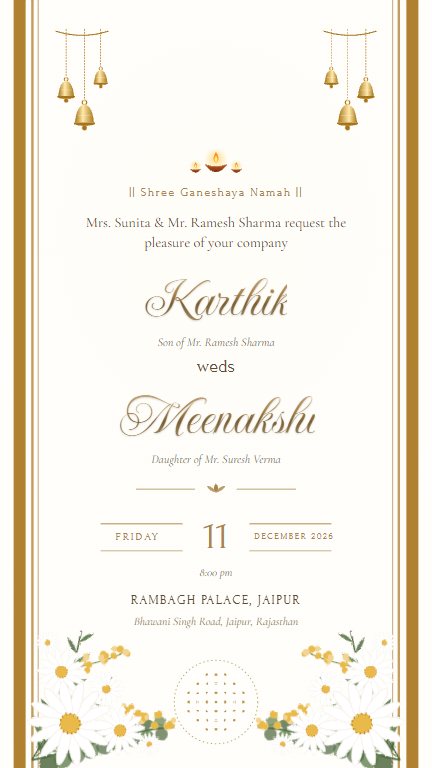 || Shree Ganeshaya Namah ||
Mrs. Sunita & Mr. Ramesh Sharma request the
pleasure of your company
Karthik
Son of Mr. Ramesh Sharma
weds
Meenakshi
Daughter of Mr. Suresh Verma
FRIDAY 11 DECEMBER 2026
8:00 pm
RAMBAGH PALACE, JAIPUR
Bhawani Singh Road, Jaipur, Rajasthan